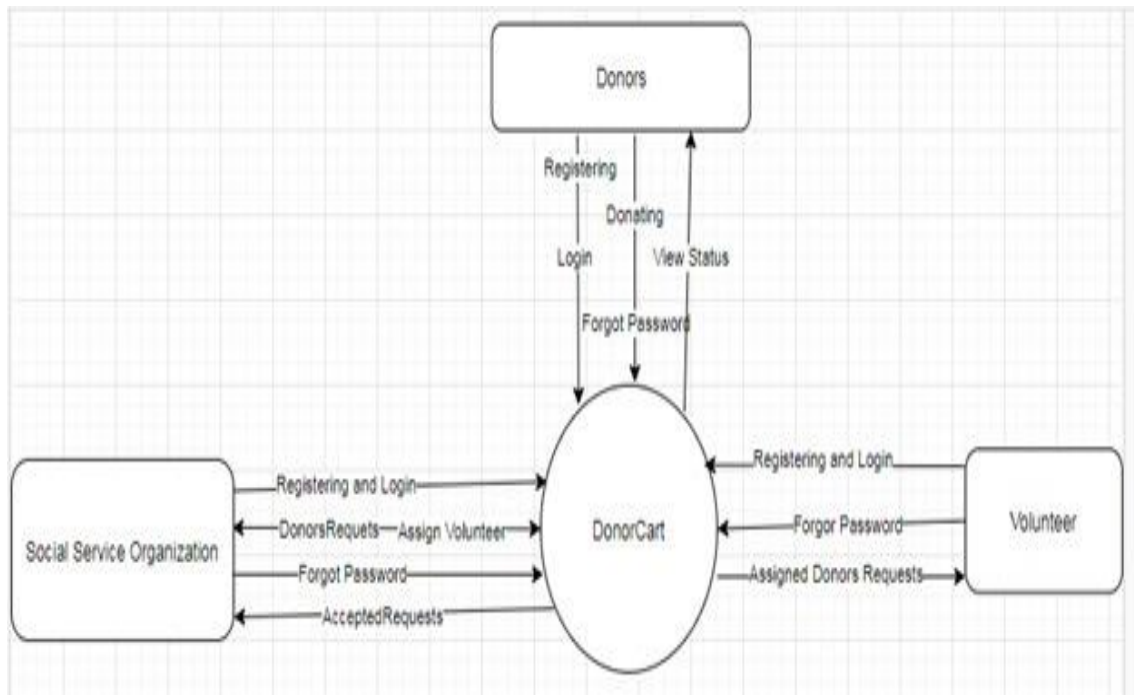 Donors
Registering
Donating
Login
View Status
Forgot Password
Registering and Login
DonorsRequets
Assign Volunteer
Social Service Organization
Forgot Password
AcceptedRequests
DonorCart
Registering and Login
Forgor Password
Volunteer
Assigned Donors Requests